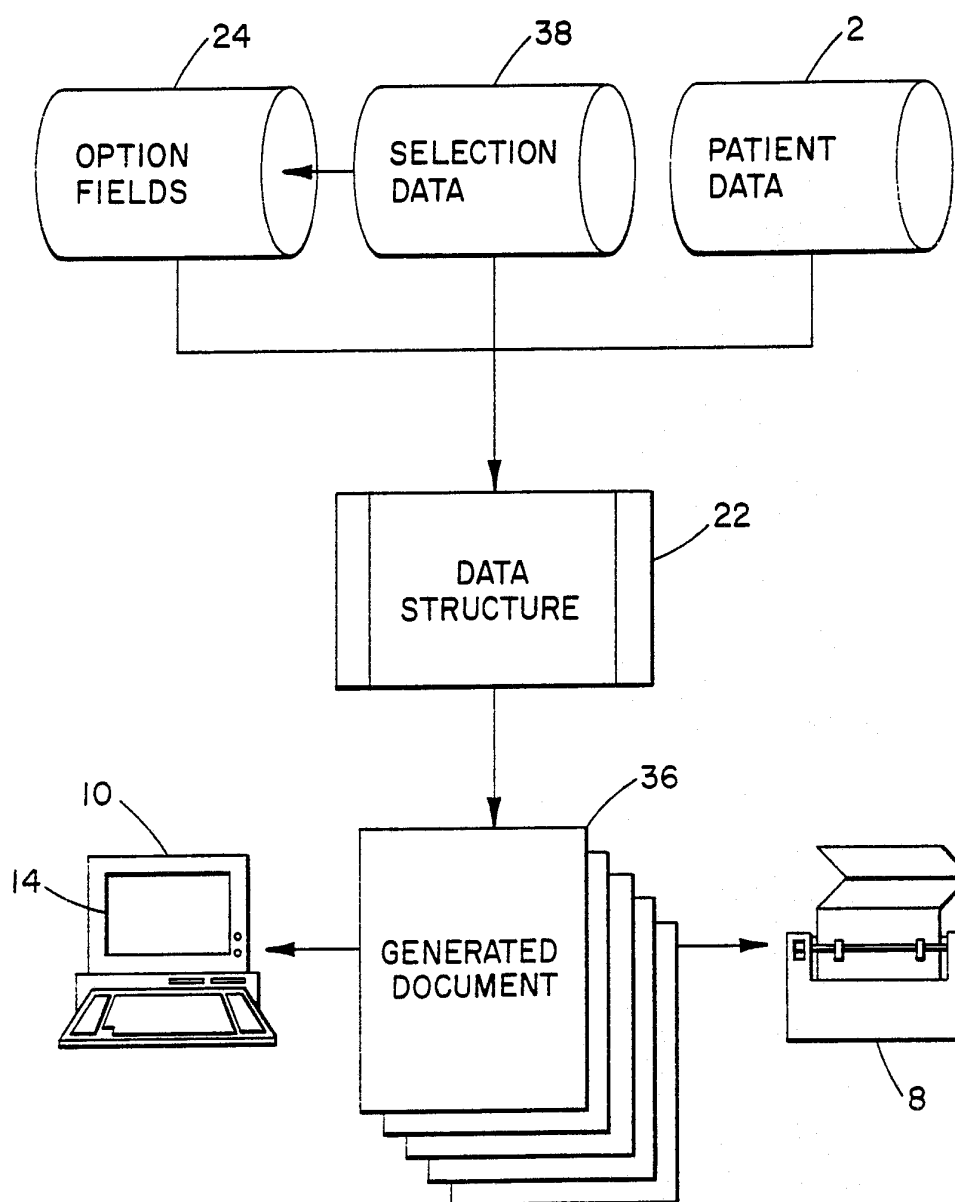 24
38
2
OPTION
FIELDS
SELECTION
DATA
PATIENT
DATA
22
DATA
STRUCTURE
36
10
14
GENERATED
DOCUMENT
8